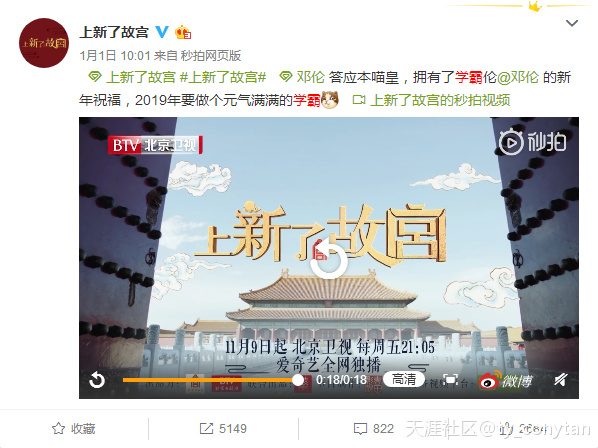 上新了故宫
上新了故宫
1月1日 10:01 来自 秒拍网页版
上新了故宫 #上新了故宫# 邓伦 答应本喵皇，拥有了学霸伦@邓伦 的新
年祝福，2019年要做个元气满满的学霸 上新了故宫的秒拍视频
BTV 北京卫视
秒拍
上新了故宫
11月9日起 北京卫视 每周五21:05
爱奇艺全网独播
0:18/0:18 高清 微博
收藏 5149 822 2684
天涯社区@